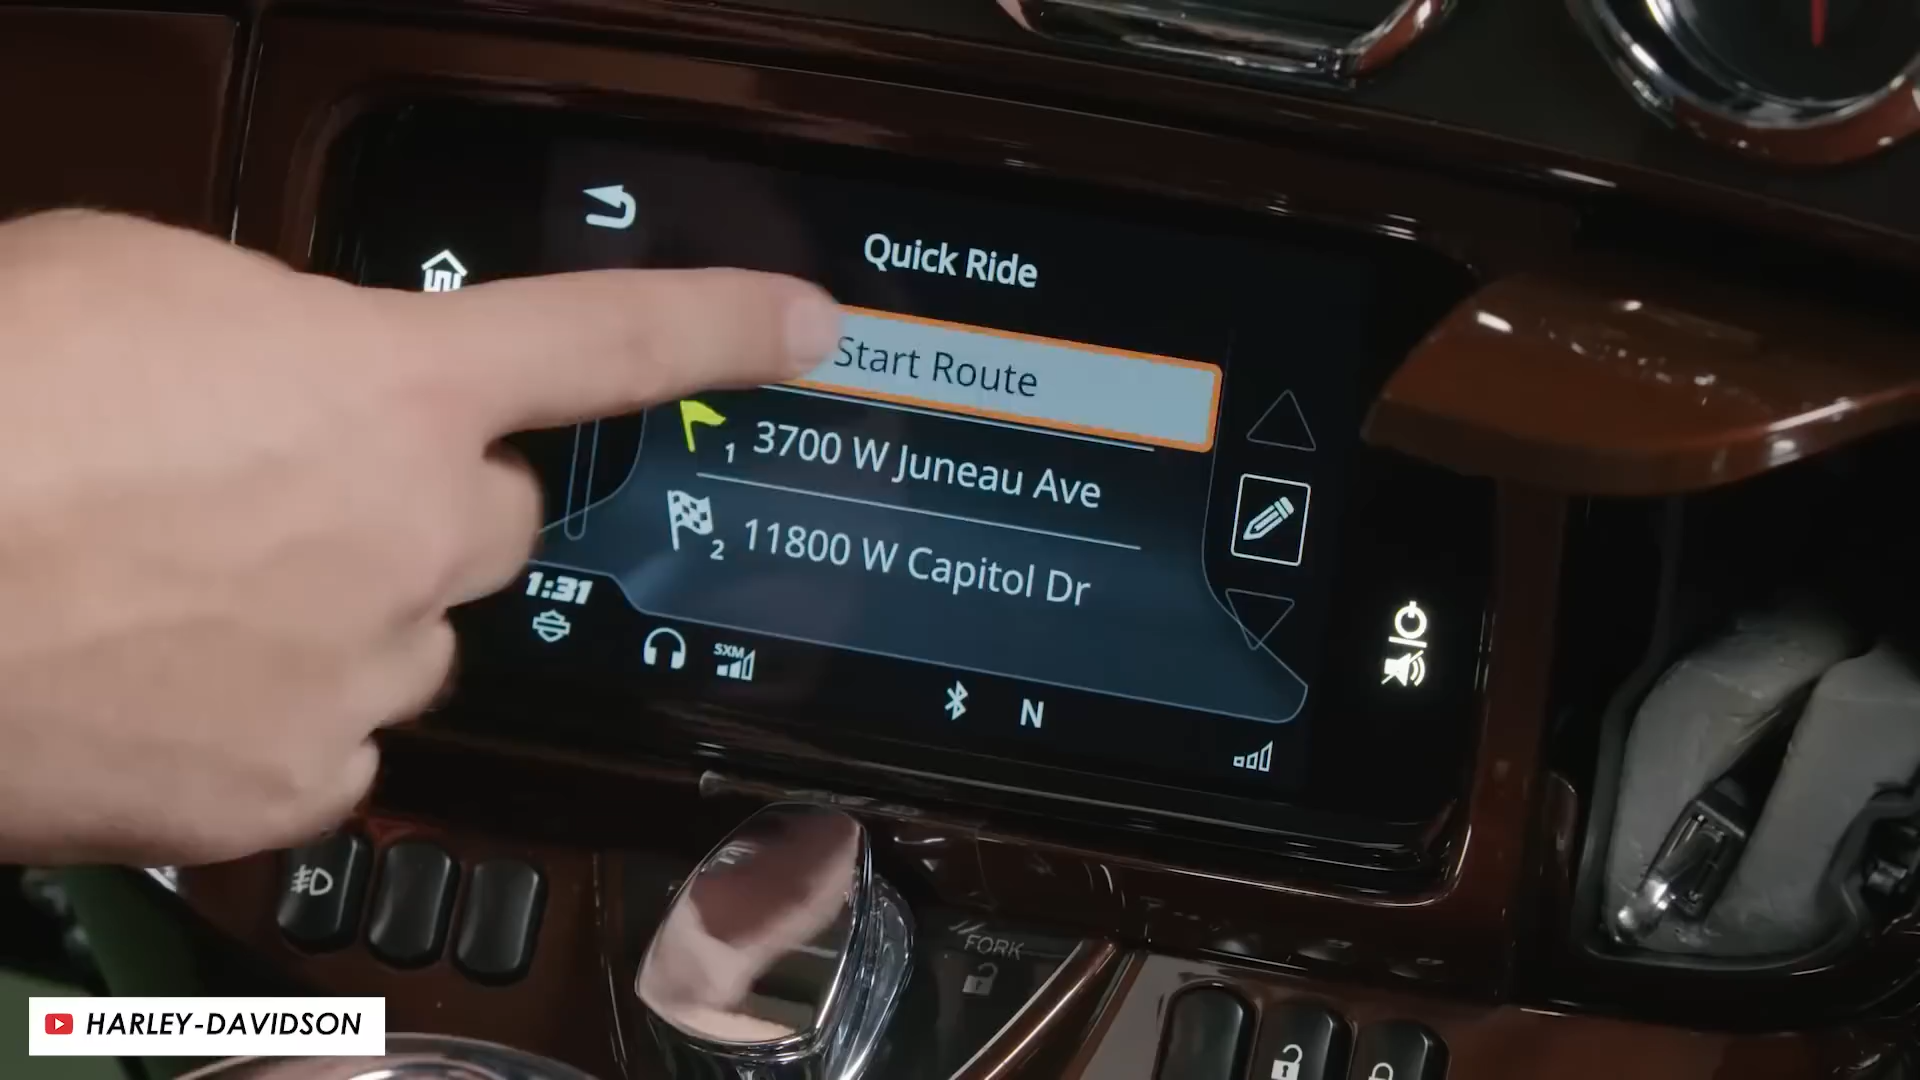 Quick Ride
Start Route
1 3700 W Juneau Ave
2 11800 W Capitol Dr
1:31
SXM
N
FORK
HARLEY-DAVIDSON